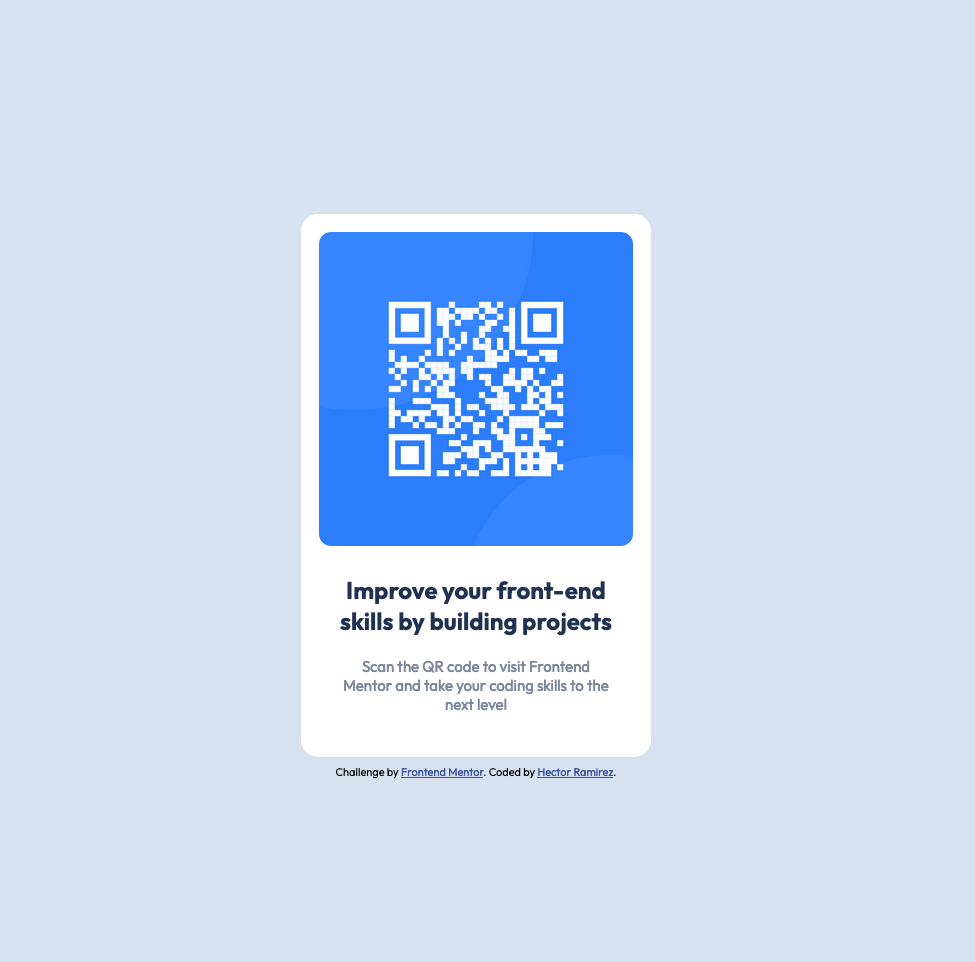 Improve your front-end
skills by building projects
Scan the QR code to visit Frontend
Mentor and take your coding skills to the
next level
Challenge by Frontend Mentor. Coded by Hector Ramirez.